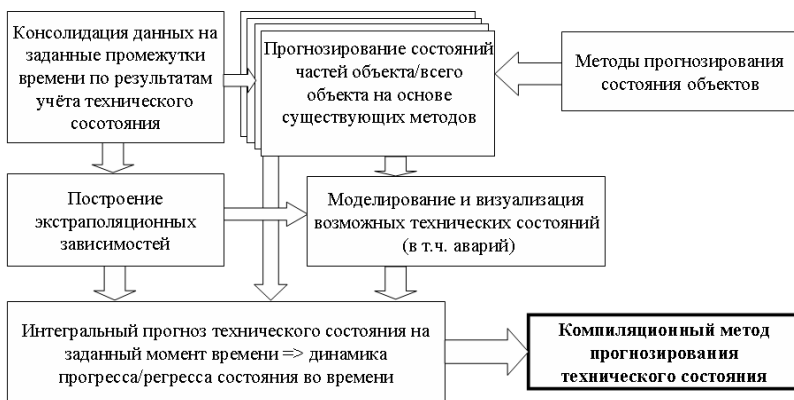 Консолидация данных на
заданные промежутки
времени по результатам
учёта технического
сосотояния
Прогнозирование состояний
частей объекта/всего
объекта на основе
существующих методов
Методы прогнозирования
состояния объектов
Построение
экстраполяционных
зависимостей
Моделирование и визуализация
возможных технических состояний
(в т.ч. аварий)
Интегральный прогноз технического состояния на
заданный момент времени => динамика
прогресса/регресса состояния во времени
Компиляционный метод
прогнозирования
технического состояния